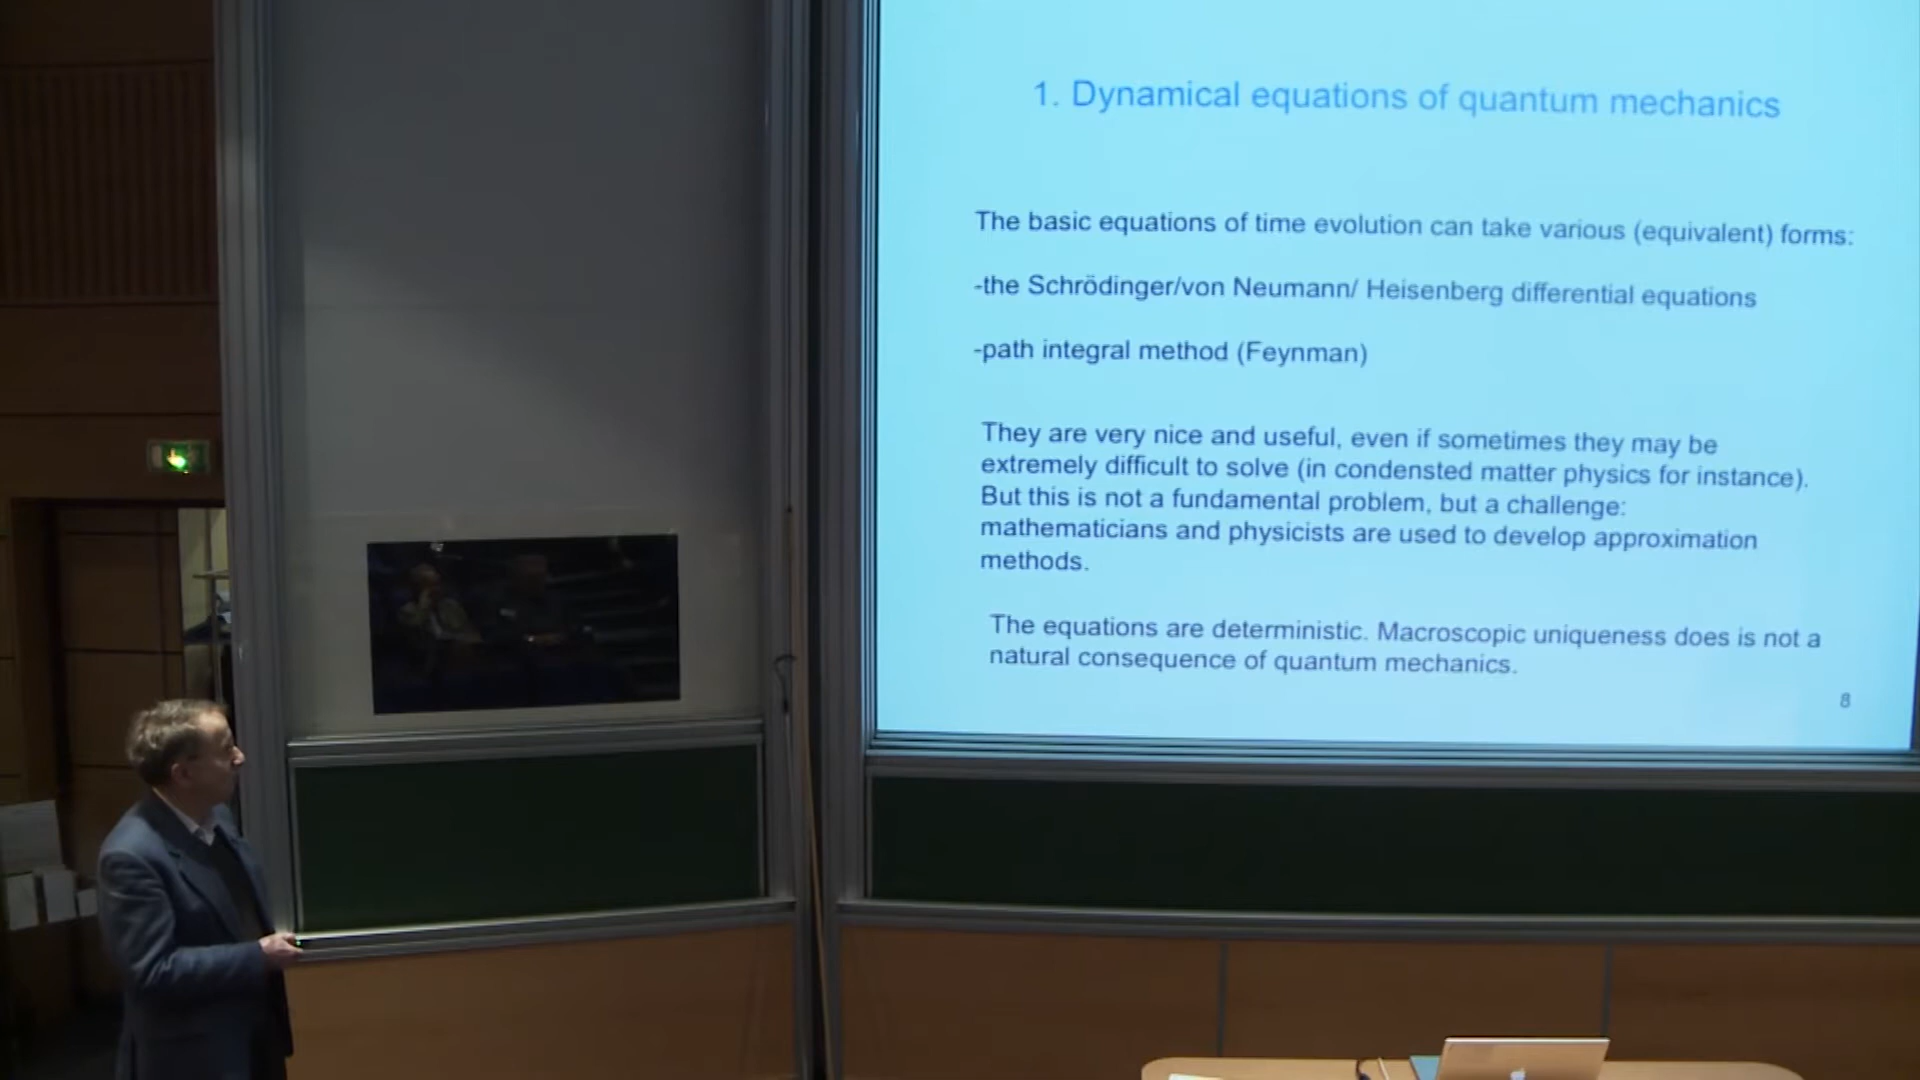 1. Dynamical equations of quantum mechanics
The basic equations of time evolution can take various (equivalent) forms:
-the Schrödinger/von Neumann/ Heisenberg differential equations
-path integral method (Feynman)
They are very nice and useful, even if sometimes they may be
extremely difficult to solve (in condensted matter physics for instance).
But this is not a fundamental problem, but a challenge:
mathematicians and physicists are used to develop approximation
methods.
The equations are deterministic. Macroscopic uniqueness does is not a
natural consequence of quantum mechanics.
8